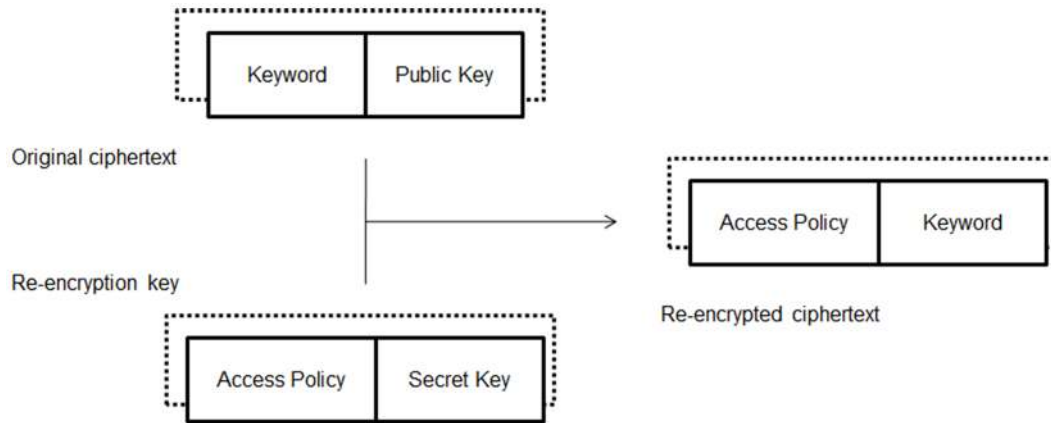 Keyword
Public Key
Original ciphertext
Access Policy
Keyword
Re-encryption key
Re-encrypted ciphertext
Access Policy
Secret Key